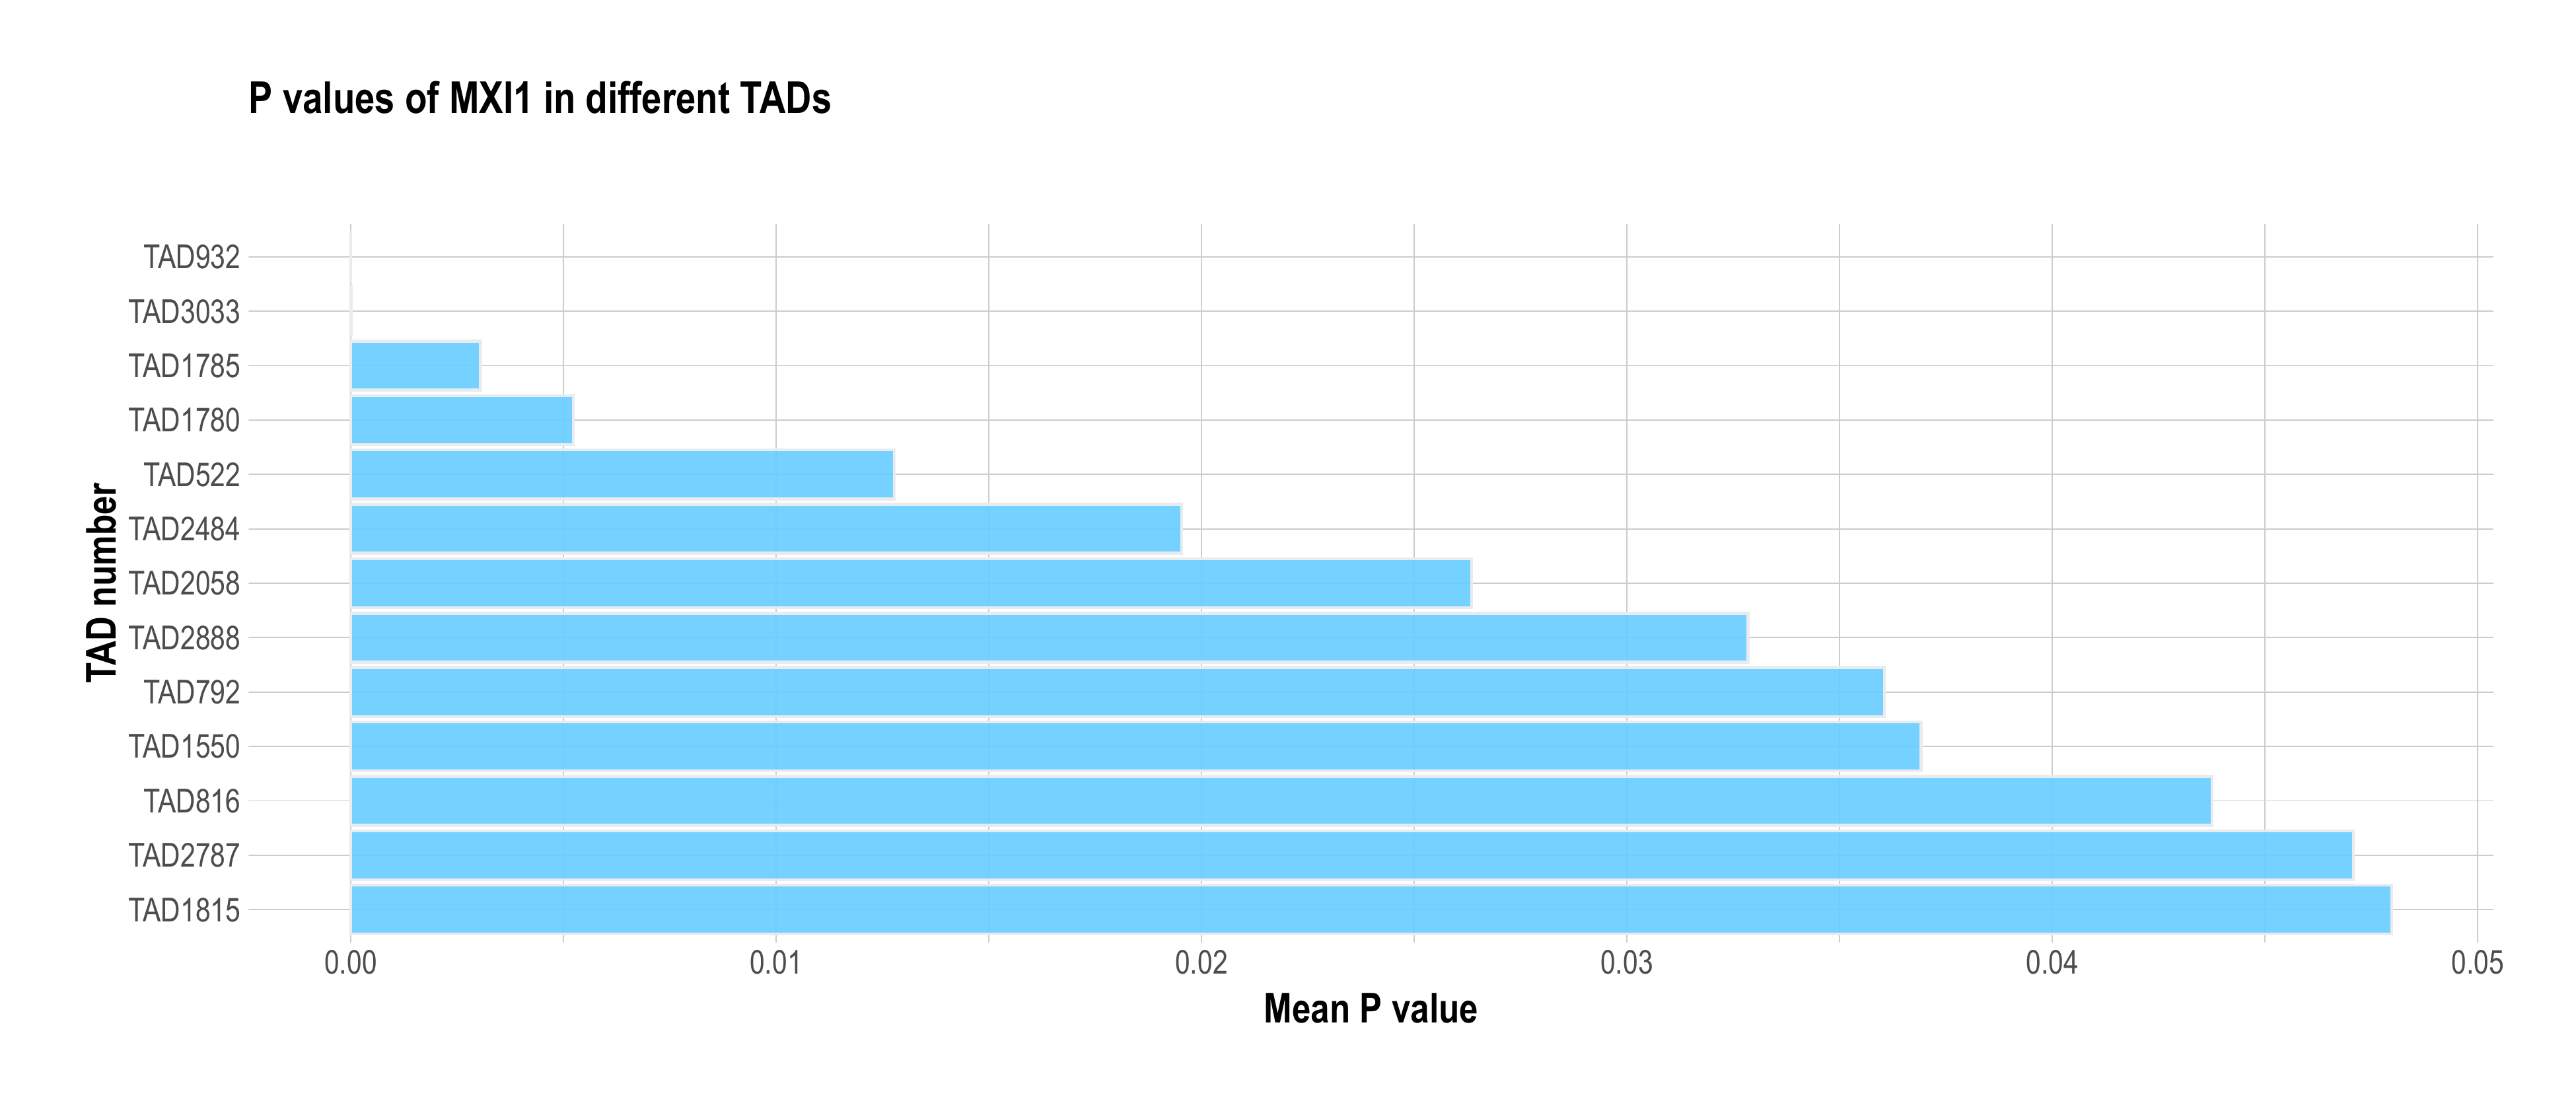 P values of MXI1 in different TADs
TAD number
TAD932
TAD3033
TAD1785
TAD1780
TAD522
TAD2484
TAD2058
TAD2888
TAD792
TAD1550
TAD816
TAD2787
TAD1815
0.00 0.01 0.02 0.03 0.04 0.05
Mean P value